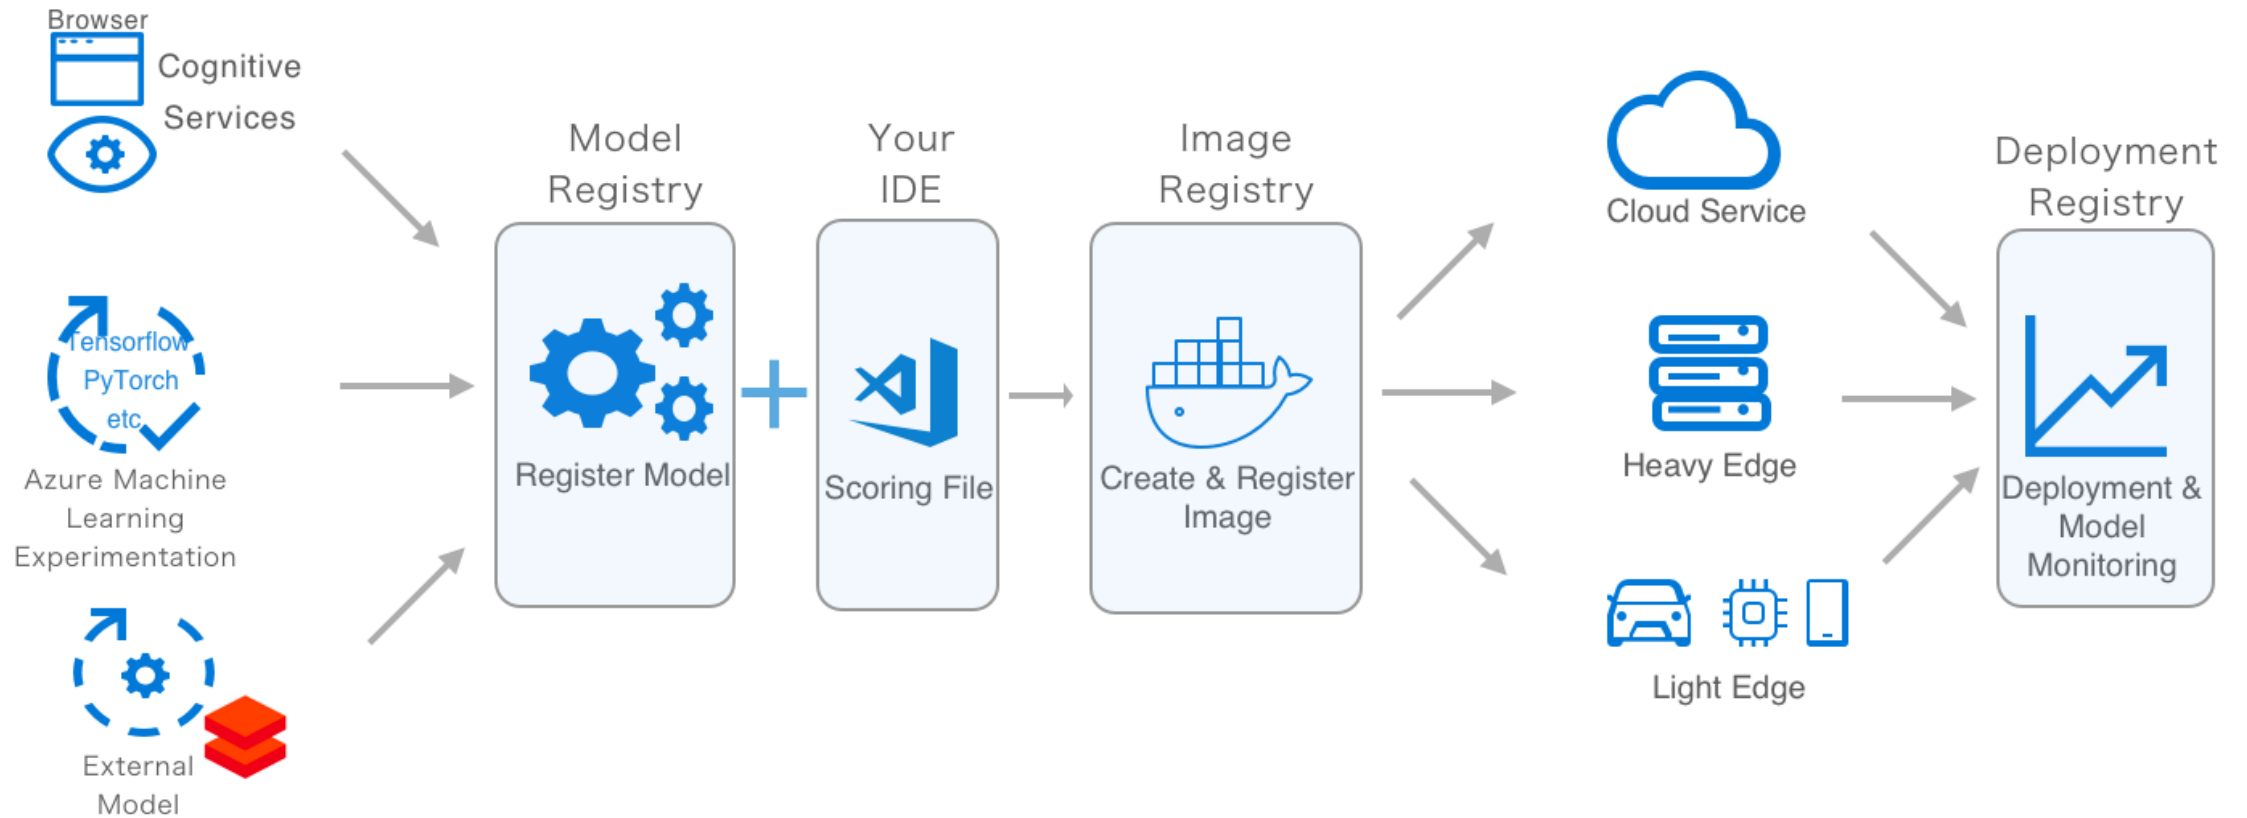 Browser
Cognitive
Services
Tensorflow
PyTorch
etc
Azure Machine
Learning
Experimentation
External
Model
Model
Registry
Register Model
Your
IDE
Scoring File
Image
Registry
Create & Register
Image
Cloud Service
Heavy Edge
Light Edge
Deployment
Registry
Deployment &
Model
Monitoring